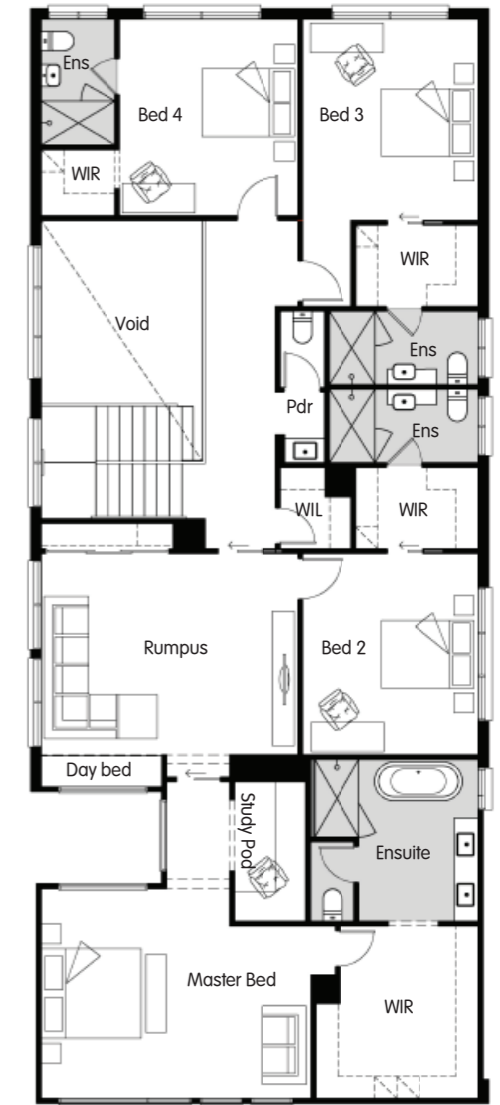 Ens
Bed 4
Bed 3
WIR
WIR
Void
Ens
Pdr
Ens
WIL
WIR
Rumpus
Bed 2
Day bed
Study Pod
Ensuite
Master Bed
WIR